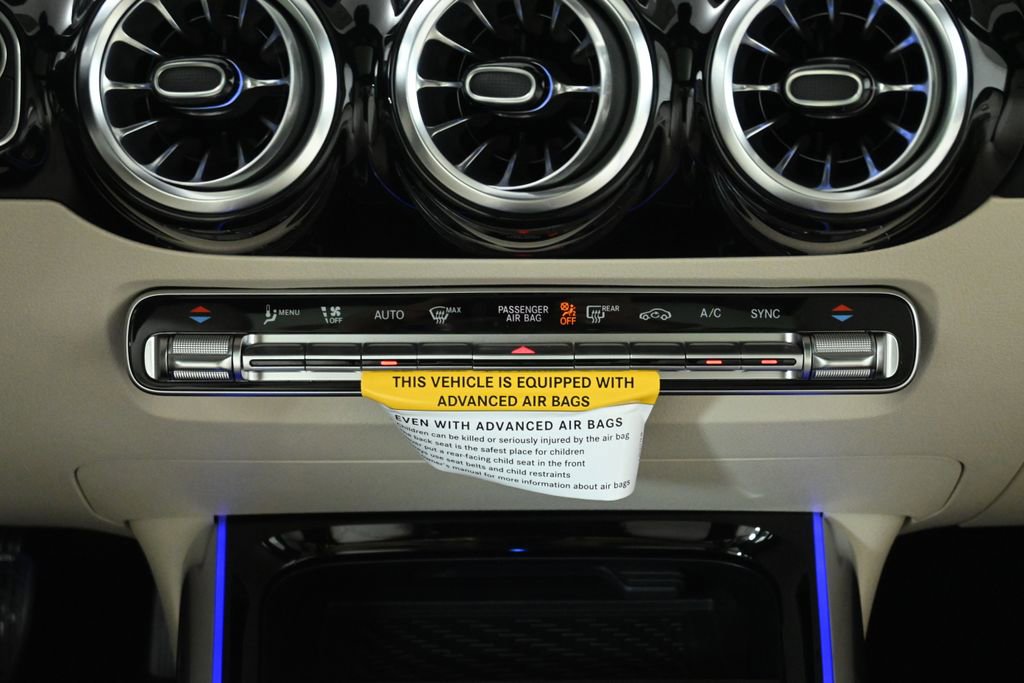 MENU
OFF
AUTO
MAX
PASSENGER
AIR BAG
OFF
REAR
A/C
SYNC
THIS VEHICLE IS EQUIPPED WITH
ADVANCED AIR BAGS
EVEN WITH ADVANCED AIR BAGS
Children can be killed or seriously injured by the air bag
back seat is the safest place for children
put a rear-facing child seat in the front
use seat belts and child restraints
manual for more information about air bags